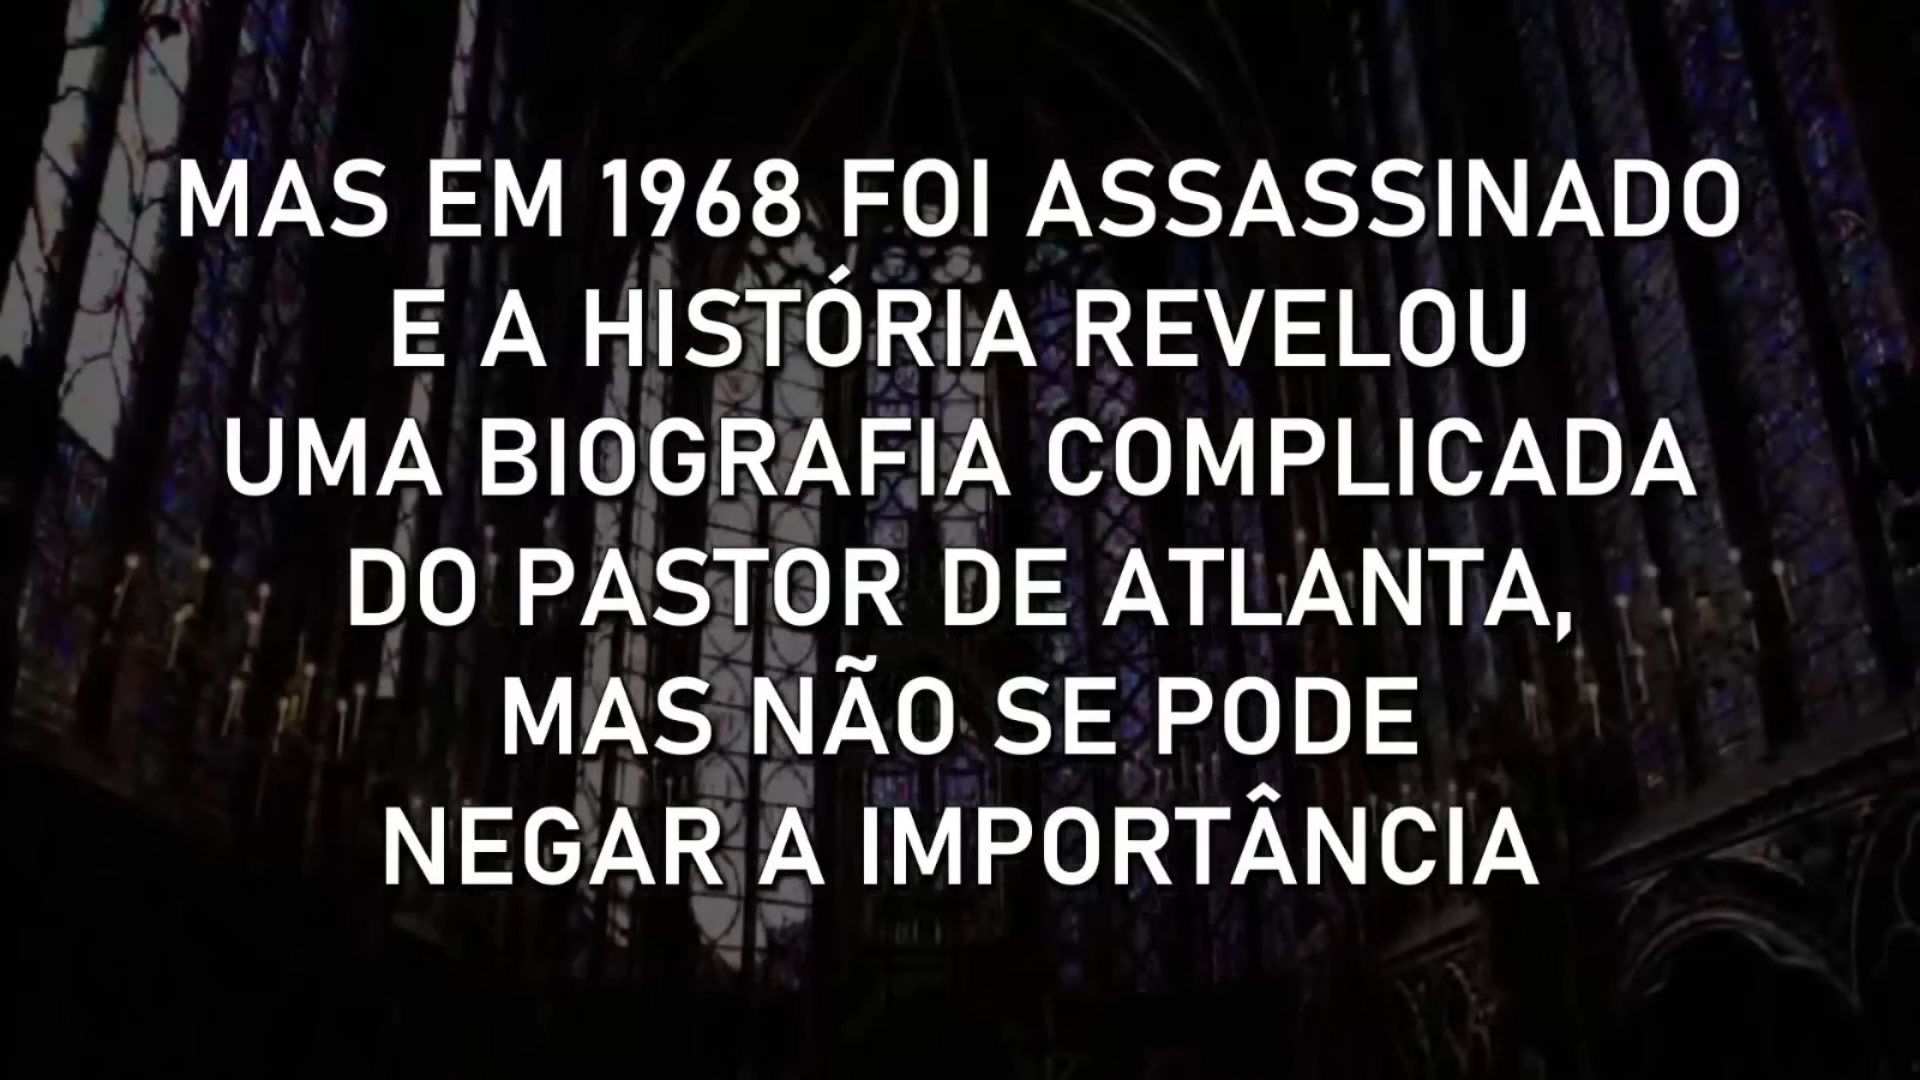 MAS EM 1968 FOI ASSASSINADO
E A HISTÓRIA REVELOU
UMA BIOGRAFIA COMPLICADA
DO PASTOR DE ATLANTA,
MAS NÃO SE PODE
NEGAR A IMPORTÂNCIA